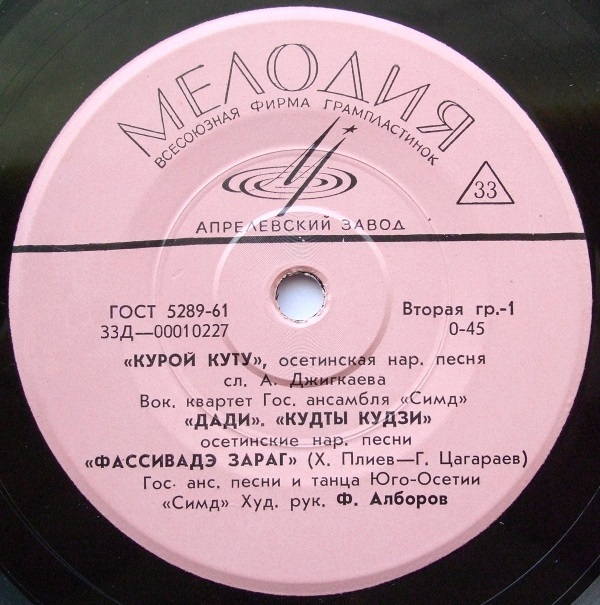 МЕЛОДИЯ
ВСЕСОЮЗНАЯ ФИРМА ГРАМПЛАСТИНОК
33
АПРЕЛЕВСКИЙ ЗАВОД
ГОСТ 5289-61 Вторая гр.-1
33Д—00010227 0-45
«КУРОЙ КУТУ», осетинская нар. песня
сл. А. Джигкаева
Вок. квартет Гос. ансамбля «Симд»
«ДАДИ». «КУДТЫ КУДЗИ»
осетинские нар. песни
«ФАССИВАДЭ ЗАРАГ» (Х. Плиев—Г. Цагараев)
Гос. анс. песни и танца Юго-Осетии
«Симд» Худ. рук. Ф. Алборов